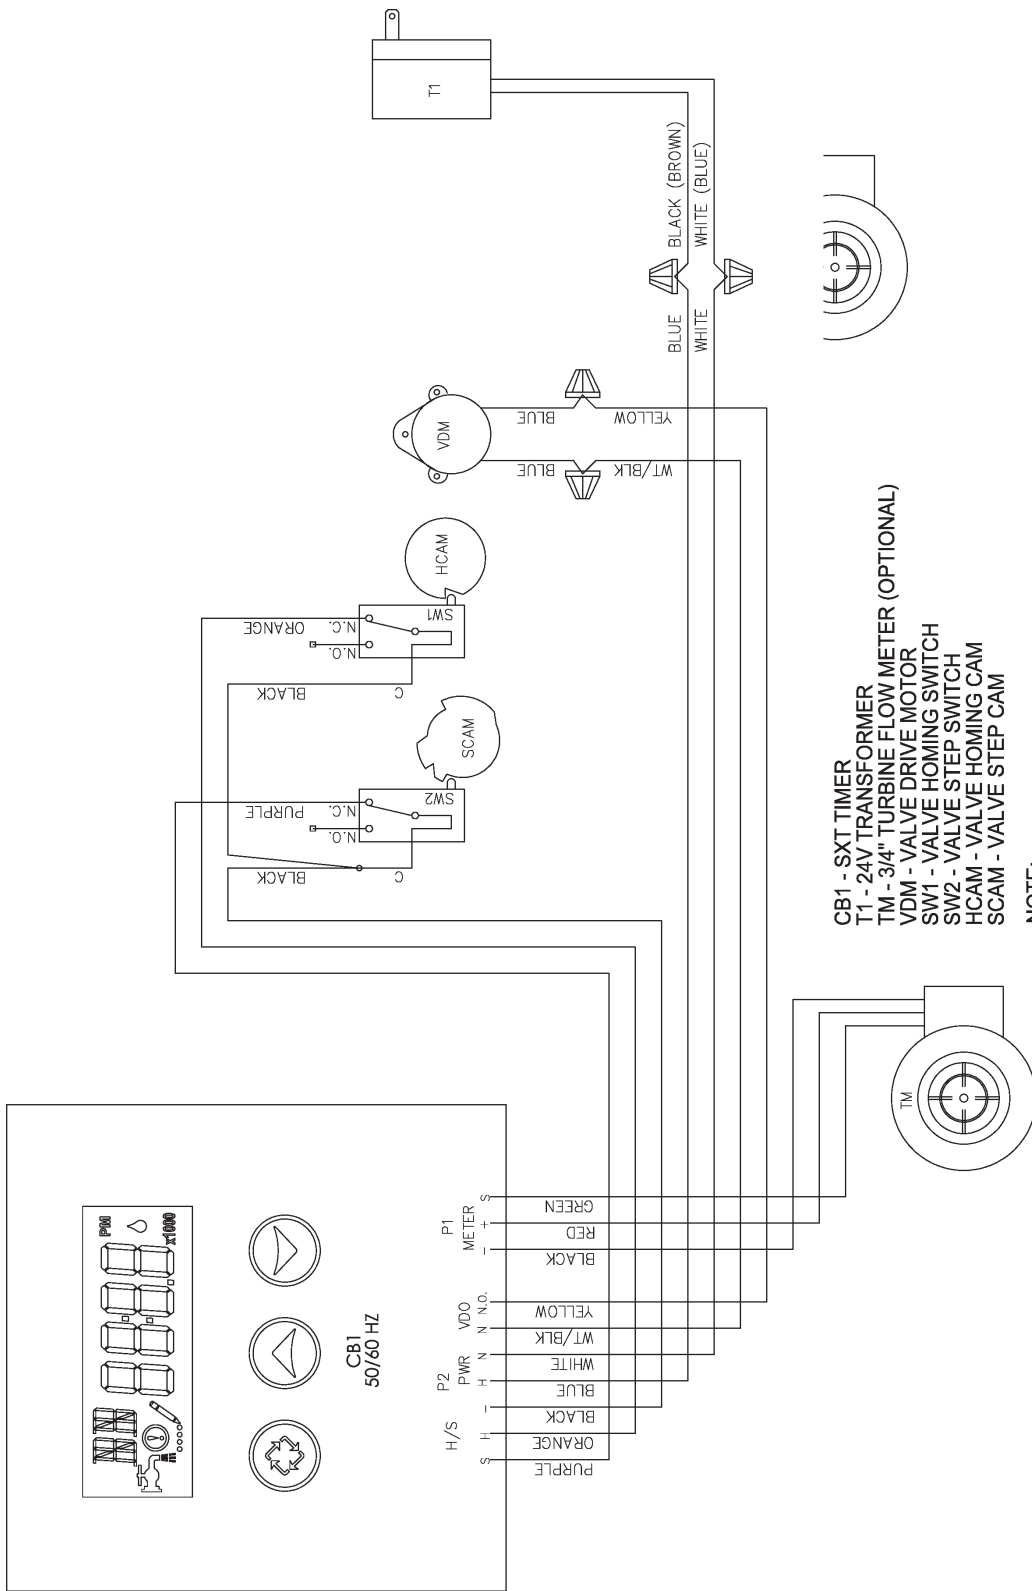 T1
BLACK (BROWN)
WHITE (BLUE)
BLUE
WHITE
VDM
BLUE
YELLOW
BLUE
WT/BLK
HCAM
SW1
ORANGE
N.C.
N.O.
BLACK
C
SCAM
SW2
PURPLE
N.C.
N.O.
BLACK
C
PM
x1000
CB1
50/60 HZ
P1
METER
S
+
-
GREEN
RED
BLACK
VDO
N.O.
N
YELLOW
WT/BLK
P2
PWR
N
H
WHITE
BLUE
H/S
-
H
S
BLACK
ORANGE
PURPLE
TM
CB1 - SXT TIMER
T1 - 24V TRANSFORMER
TM - 3/4" TURBINE FLOW METER (OPTIONAL)
VDM - VALVE DRIVE MOTOR
SW1 - VALVE HOMING SWITCH
SW2 - VALVE STEP SWITCH
HCAM - VALVE HOMING CAM
SCAM - VALVE STEP CAM
NOTE: